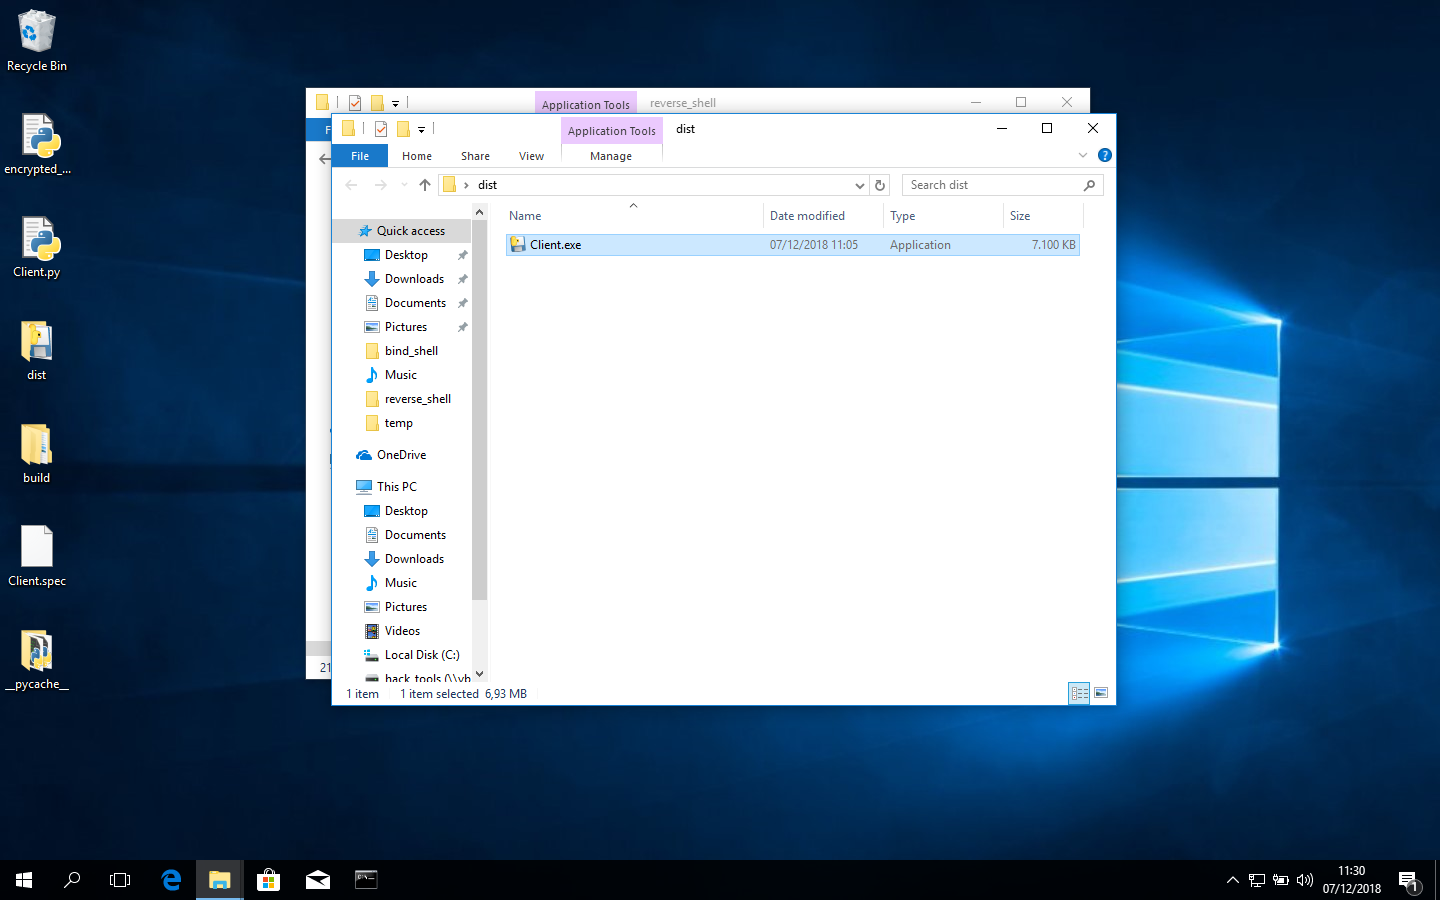 Recycle Bin
encrypted_...
Client.py
dist
build
Client.spec
__pycache__
Application Tools
reverse_shell
Application Tools
dist
File
Home
Share
View
Manage
dist
Search dist
Quick access
Desktop
Downloads
Documents
Pictures
bind_shell
Music
reverse_shell
temp
OneDrive
This PC
Desktop
Documents
Downloads
Music
Pictures
Videos
Local Disk (C:)
hack_tools (\\vb
Name
Date modified
Type
Size
Client.exe
07/12/2018 11:05
Application
7.100 KB
21
1 item
1 item selected 6,93 MB
11:30
07/12/2018
1